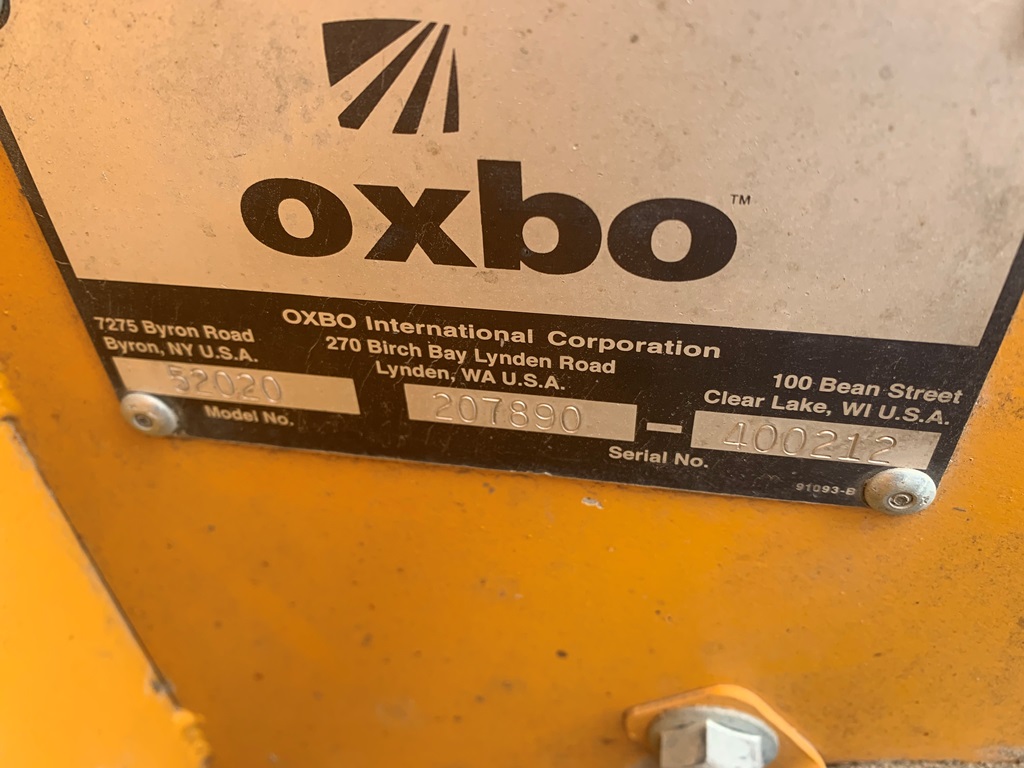 oxbo™
OXBO International Corporation
7275 Byron Road
Byron, NY U.S.A.
270 Birch Bay Lynden Road
Lynden, WA U.S.A.
100 Bean Street
Clear Lake, WI U.S.A.
52020
Model No.
207890 - 400212
Serial No.
91093-B